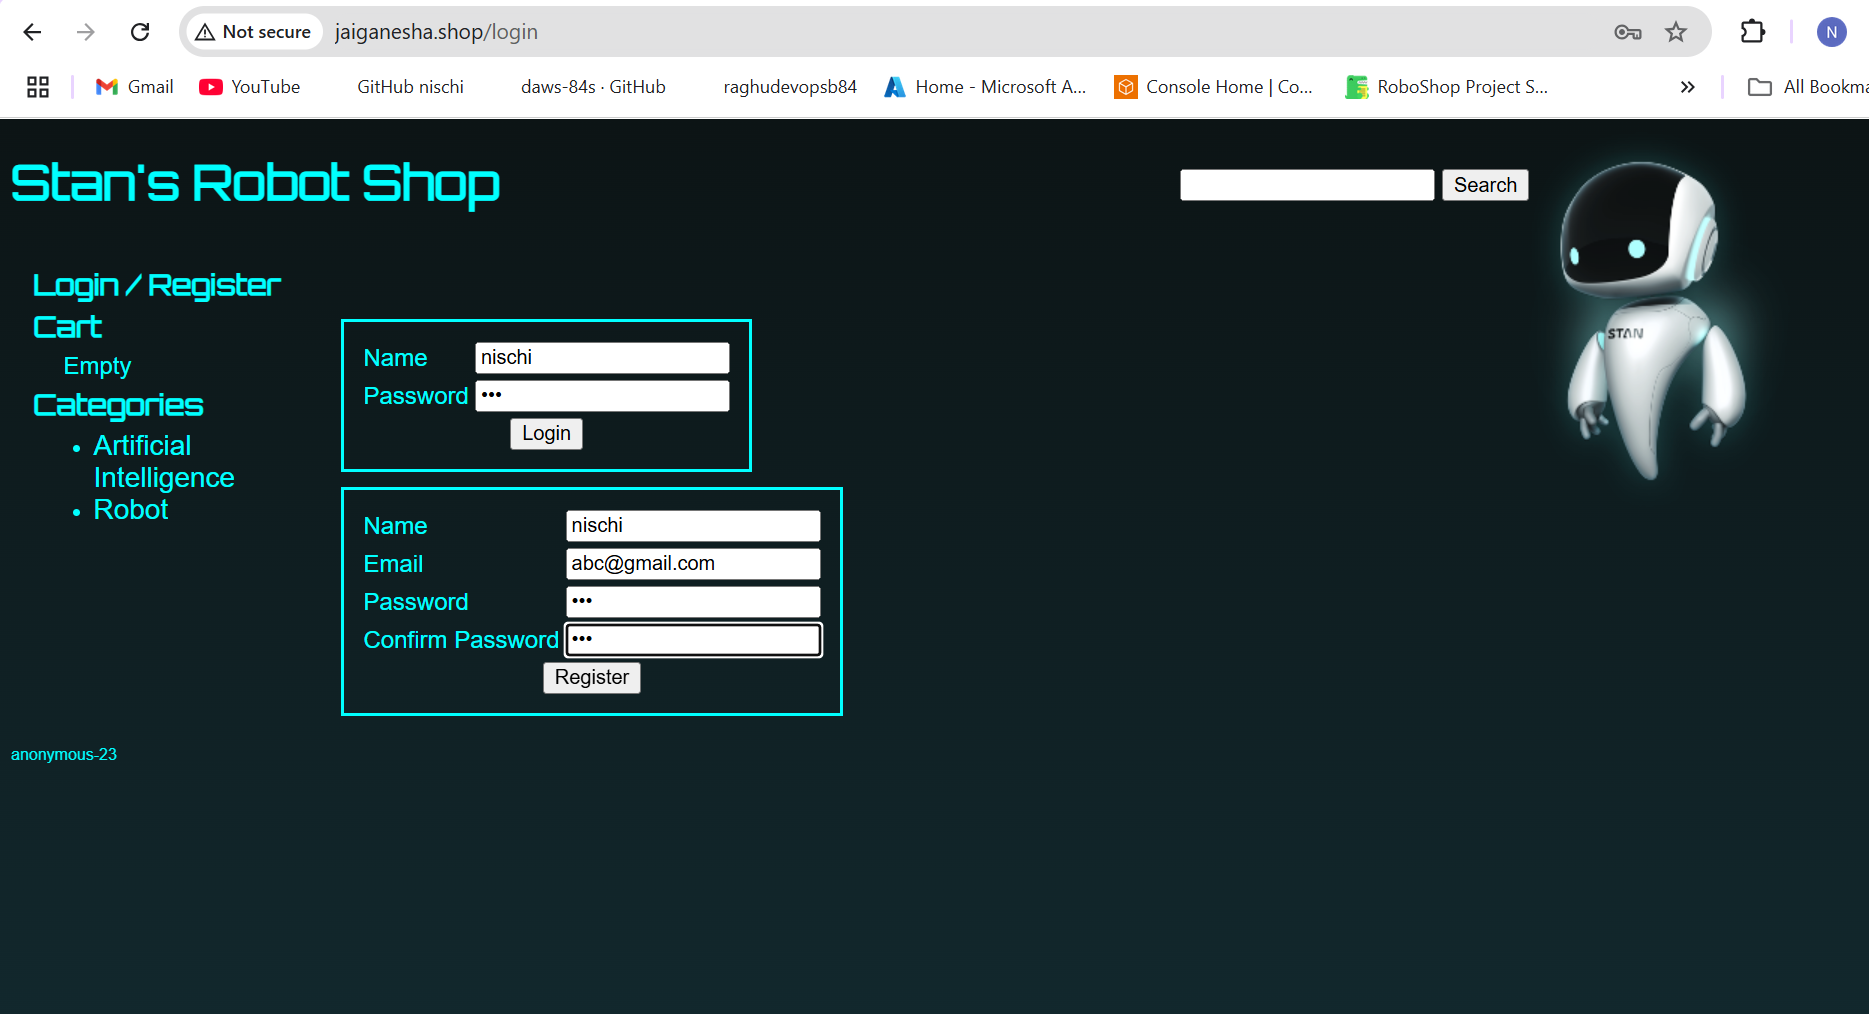 Not secure jaiganesha.shop/login N
Gmail YouTube GitHub nischi daws-84s · GitHub raghudevopsb84 Home - Microsoft A... Console Home | Co... RoboShop Project S... » All Bookma
Stan's Robot Shop
Search
Login / Register
Cart
Empty
Categories
Artificial
Intelligence
Robot
Name nischi
Password •••
Login
Name nischi
Email abc@gmail.com
Password •••
Confirm Password •••
Register
STAN
anonymous-23